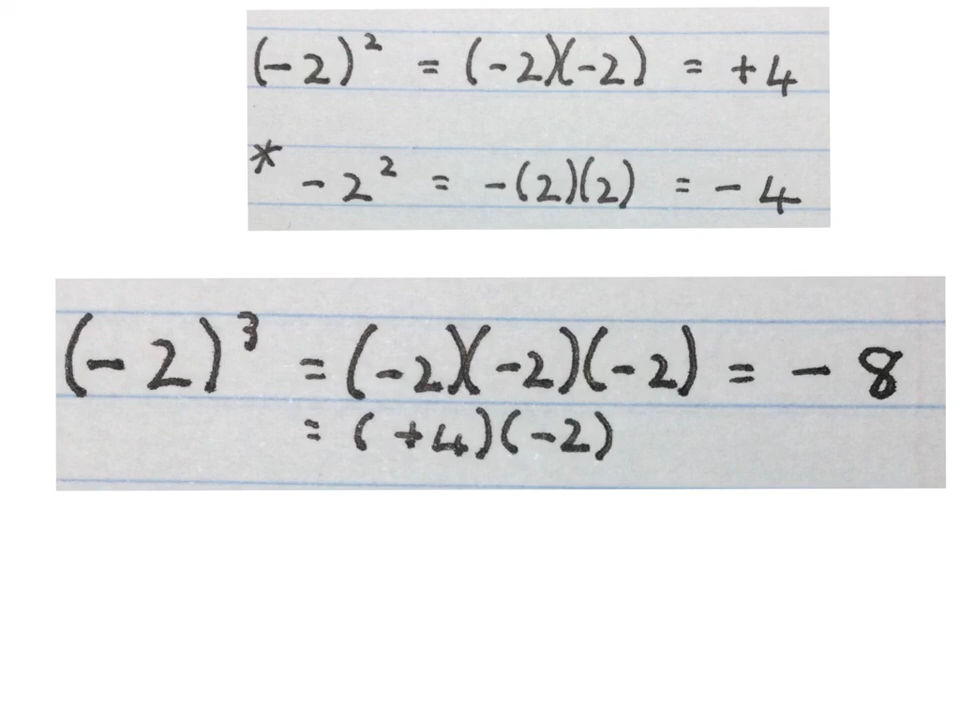 (-2)² = (-2)(-2) = +4
* -2² = -(2)(2) = -4
(-2)³ = (-2)(-2)(-2) = -8
= (+4)(-2)